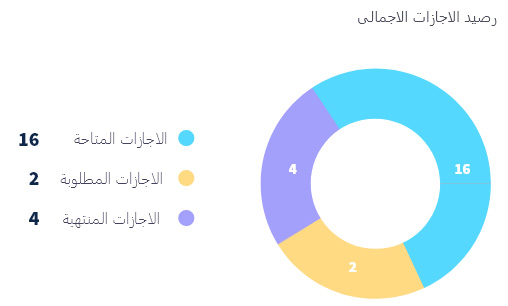 رصيد الاجازات الاجمالى
الاجازات المتاحة 16
الاجازات المطلوبة 2
الاجازات المنتهية 4
16
4
2